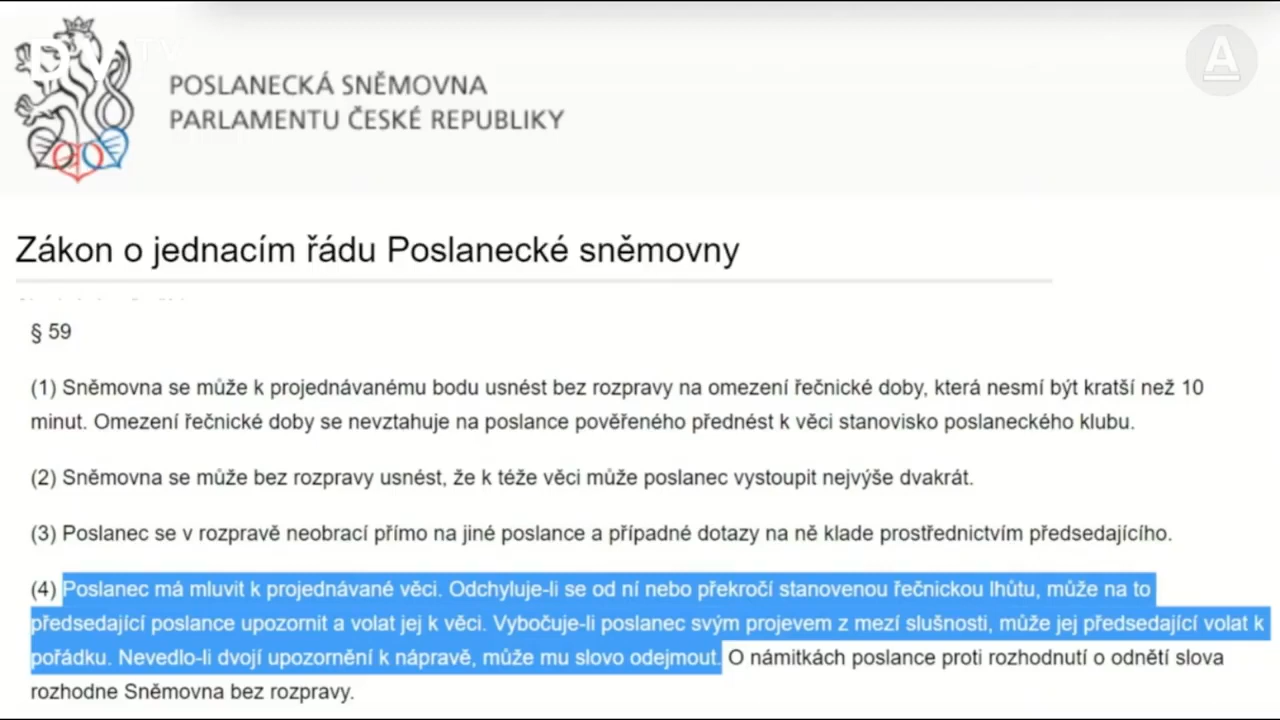 DVTV
A
POSLANECKÁ SNĚMOVNA
PARLAMENTU ČESKÉ REPUBLIKY
Zákon o jednacím řádu Poslanecké sněmovny
§ 59
(1) Sněmovna se může k projednávanému bodu usnést bez rozpravy na omezení řečnické doby, která nesmí být kratší než 10
minut. Omezení řečnické doby se nevztahuje na poslance pověřeného přednést k věci stanovisko poslaneckého klubu.
(2) Sněmovna se může bez rozpravy usnést, že k téže věci může poslanec vystoupit nejvýše dvakrát.
(3) Poslanec se v rozpravě neobrací přímo na jiné poslance a případné dotazy na ně klade prostřednictvím předsedajícího.
(4) Poslanec má mluvit k projednávané věci. Odchyluje-li se od ní nebo překročí stanovenou řečnickou lhůtu, může na to
předsedající poslance upozornit a volat jej k věci. Vybočuje-li poslanec svým projevem z mezí slušnosti, může jej předsedající volat k
pořádku. Nevedlo-li dvojí upozornění k nápravě, může mu slovo odejmout. O námitkách poslance proti rozhodnutí o odnětí slova
rozhodne Sněmovna bez rozpravy.